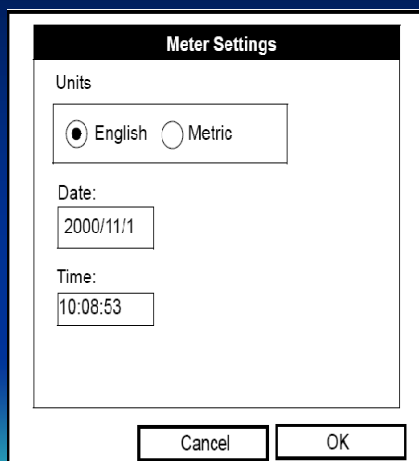 Meter Settings
Units
English Metric
Date:
2000/11/1
Time:
10:08:53
Cancel OK